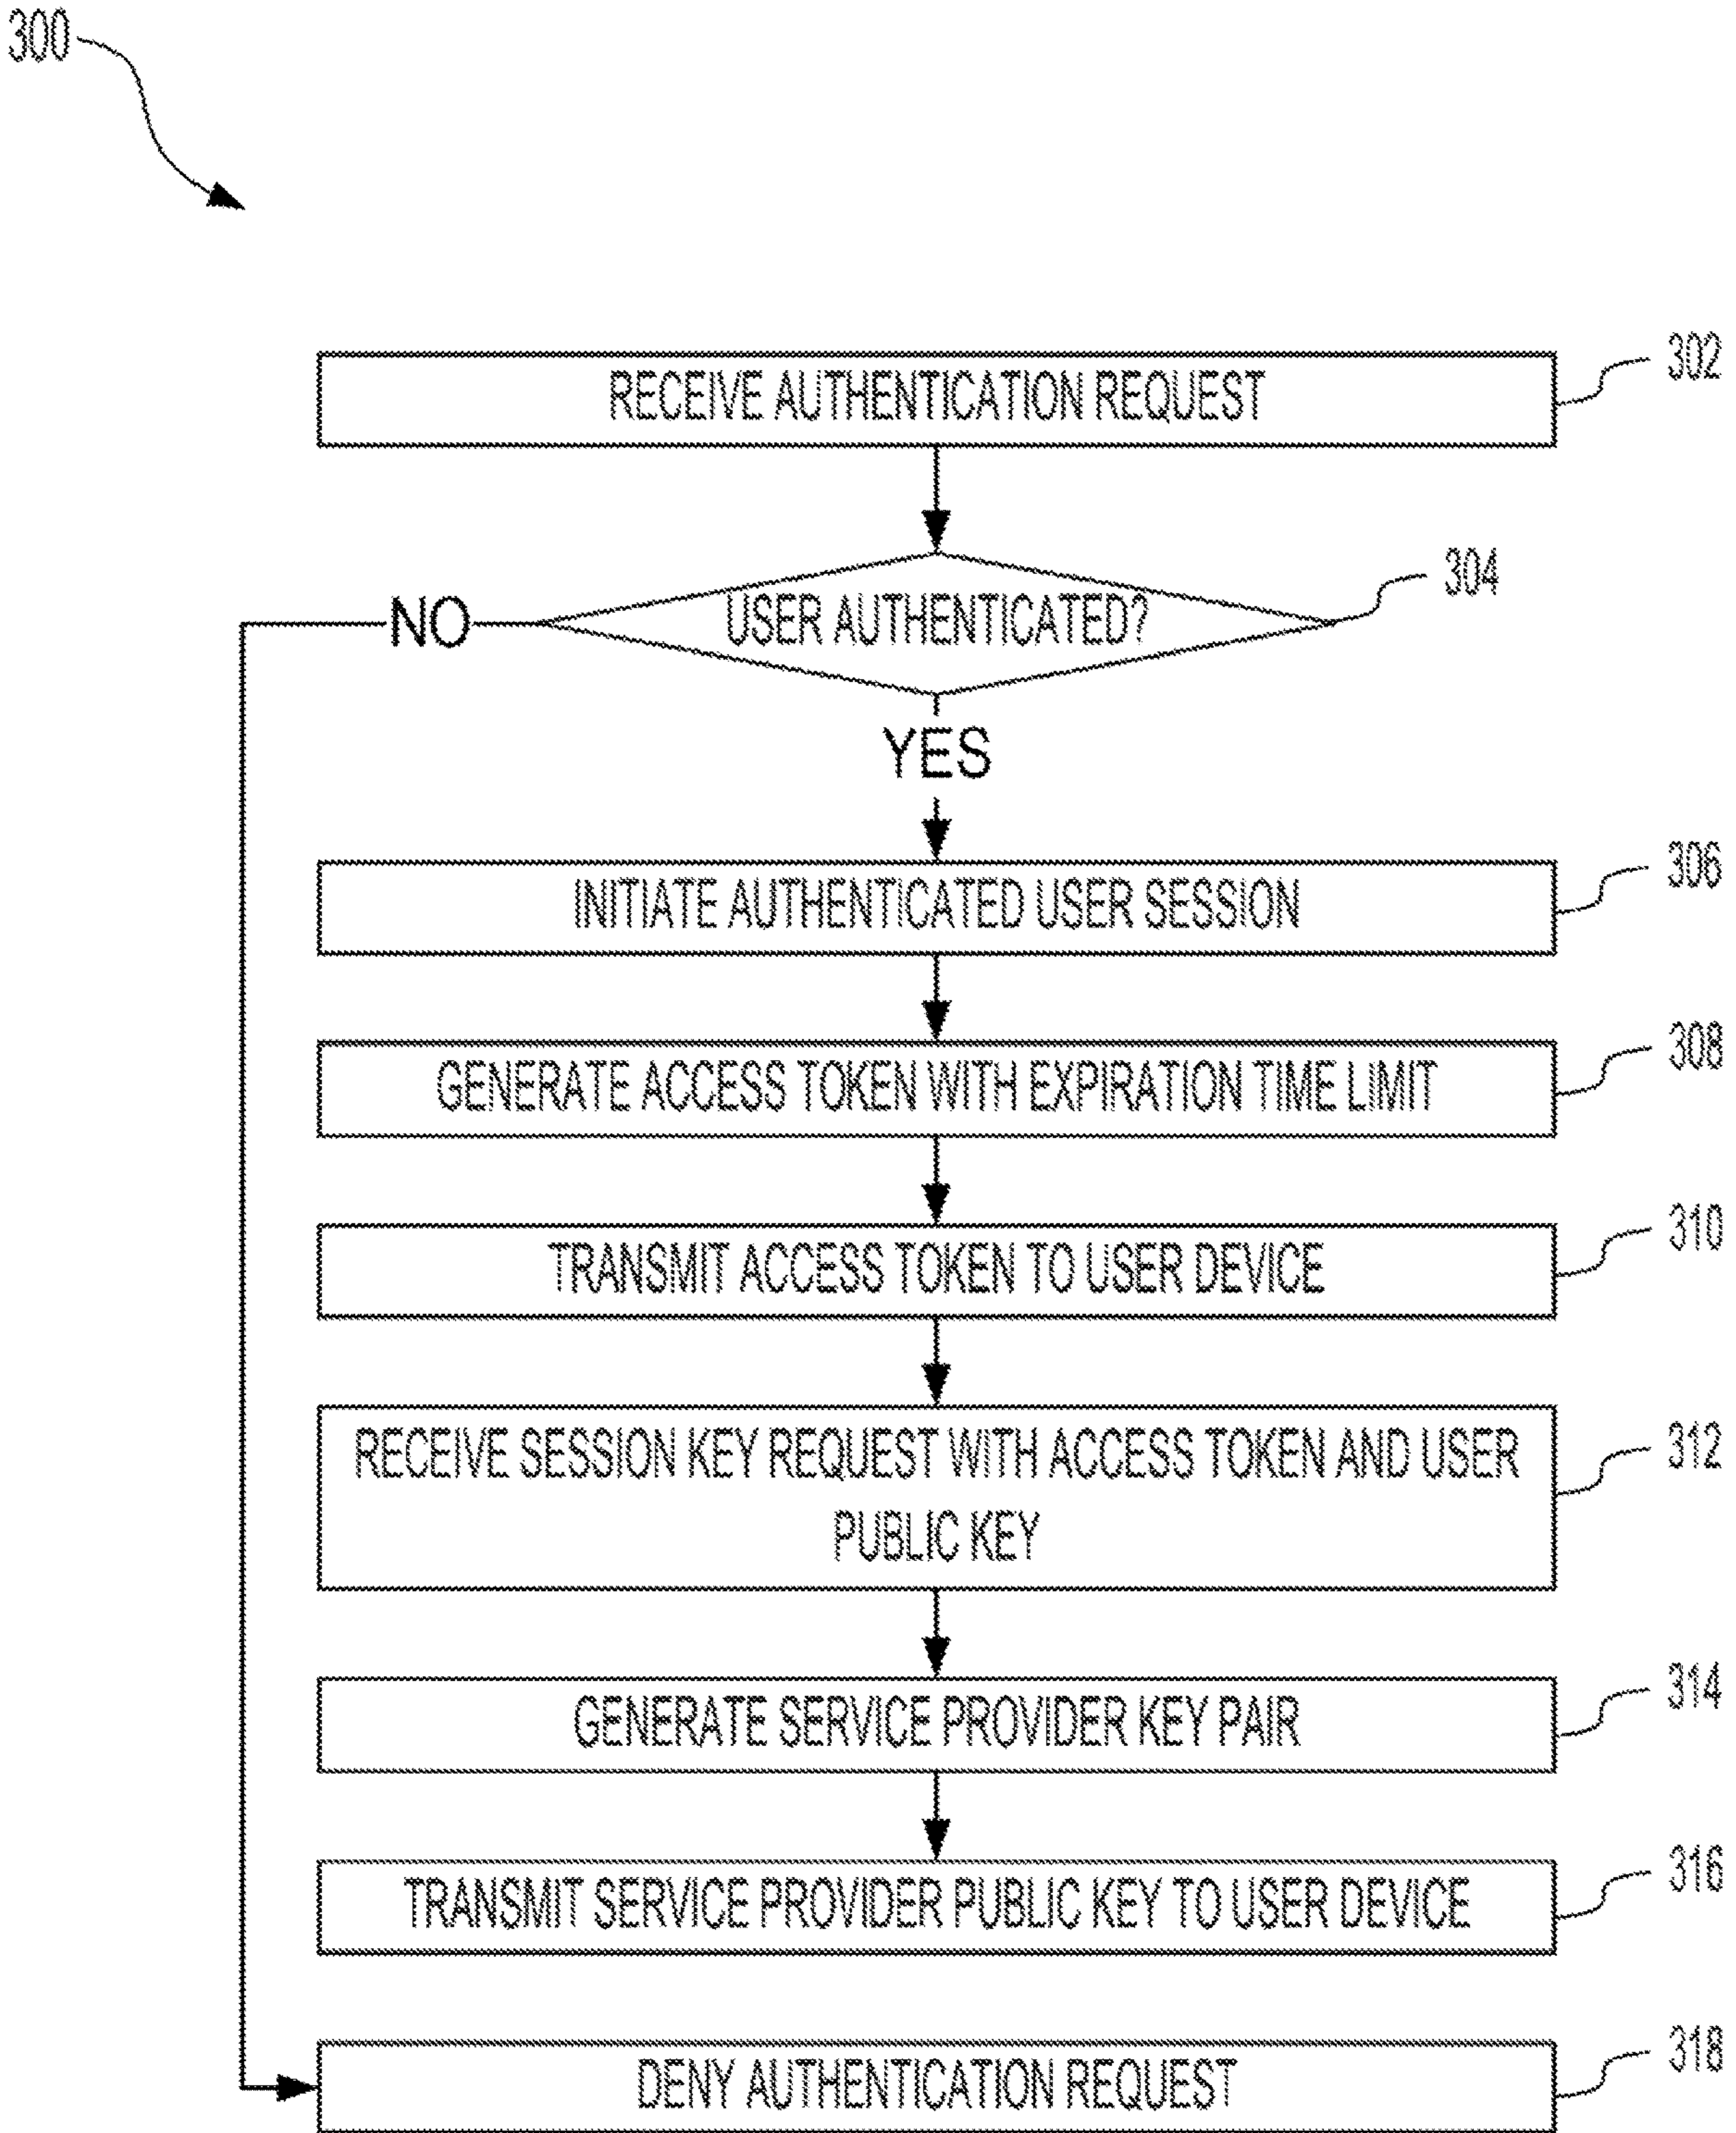 300
RECEIVE AUTHENTICATION REQUEST
302
USER AUTHENTICATED?
304
NO
YES
INITIATE AUTHENTICATED USER SESSION
306
GENERATE ACCESS TOKEN WITH EXPIRATION TIME LIMIT
308
TRANSMIT ACCESS TOKEN TO USER DEVICE
310
RECEIVE SESSION KEY REQUEST WITH ACCESS TOKEN AND USER
PUBLIC KEY
312
GENERATE SERVICE PROVIDER KEY PAIR
314
TRANSMIT SERVICE PROVIDER PUBLIC KEY TO USER DEVICE
316
DENY AUTHENTICATION REQUEST
318